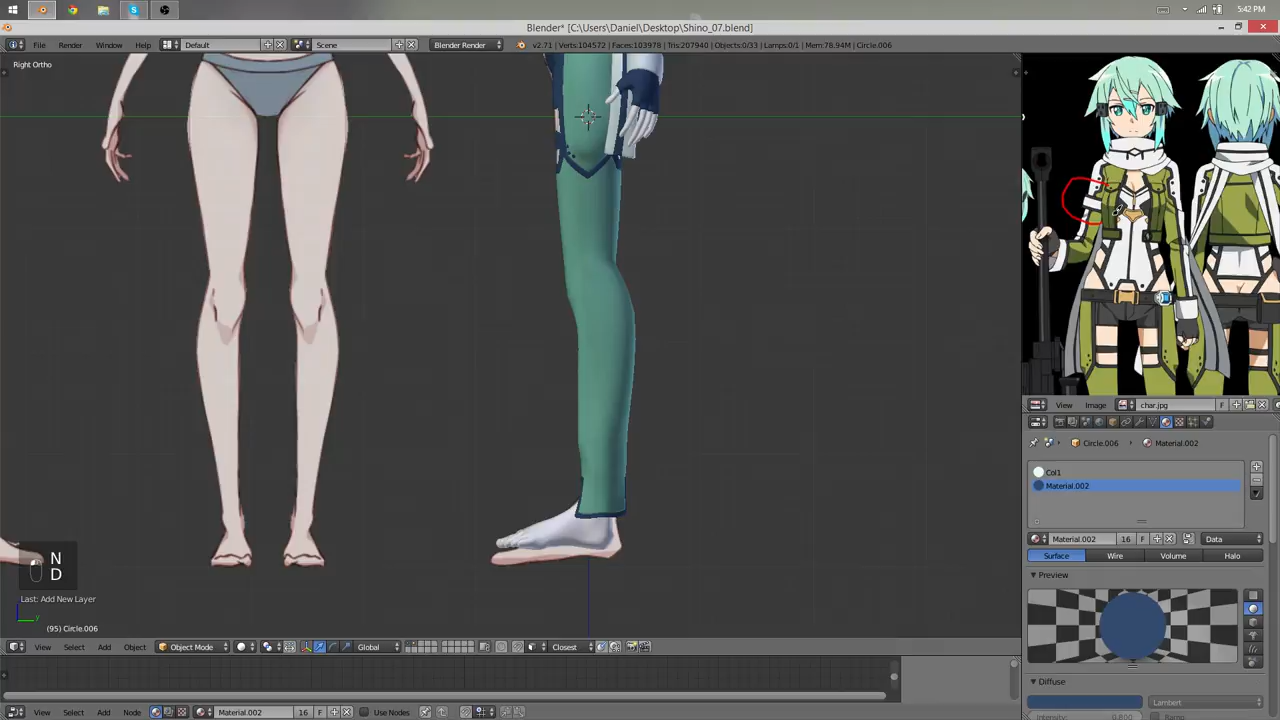 5:42 PM
Blender* [C:\Users\Daniel\Desktop\Shino_07.blend]
File Render Window Help Default Scene Blender Render v2.71 | Verts:104572 | Faces:103978 | Tris:207940 | Objects:0/33 | Lamps:0/1 | Mem:78.94M | Circle.006
Right Ortho
View Image char.jpg F
Circle.006 Material.002
Col1
Material.002
Material.002 16 F Data
Surface Wire Volume Halo
Preview
N
D
Last: Add New Layer
y
(95) Circle.006
View Select Add Object Object Mode Global Closest
Diffuse
Lambert
Intensity: 0.800 Ramp
View Select Add Node Material.002 16 F Use Nodes